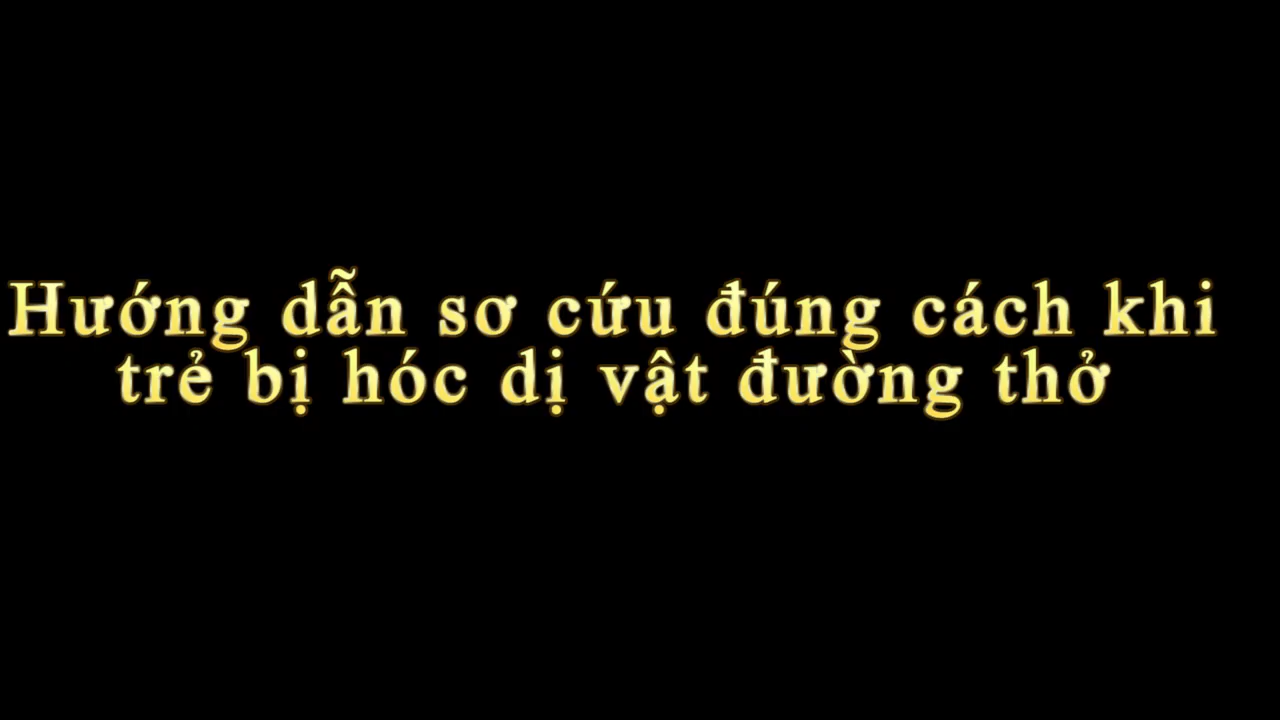 Hướng dẫn sơ cứu đúng cách khi
trẻ bị hóc dị vật đường thở